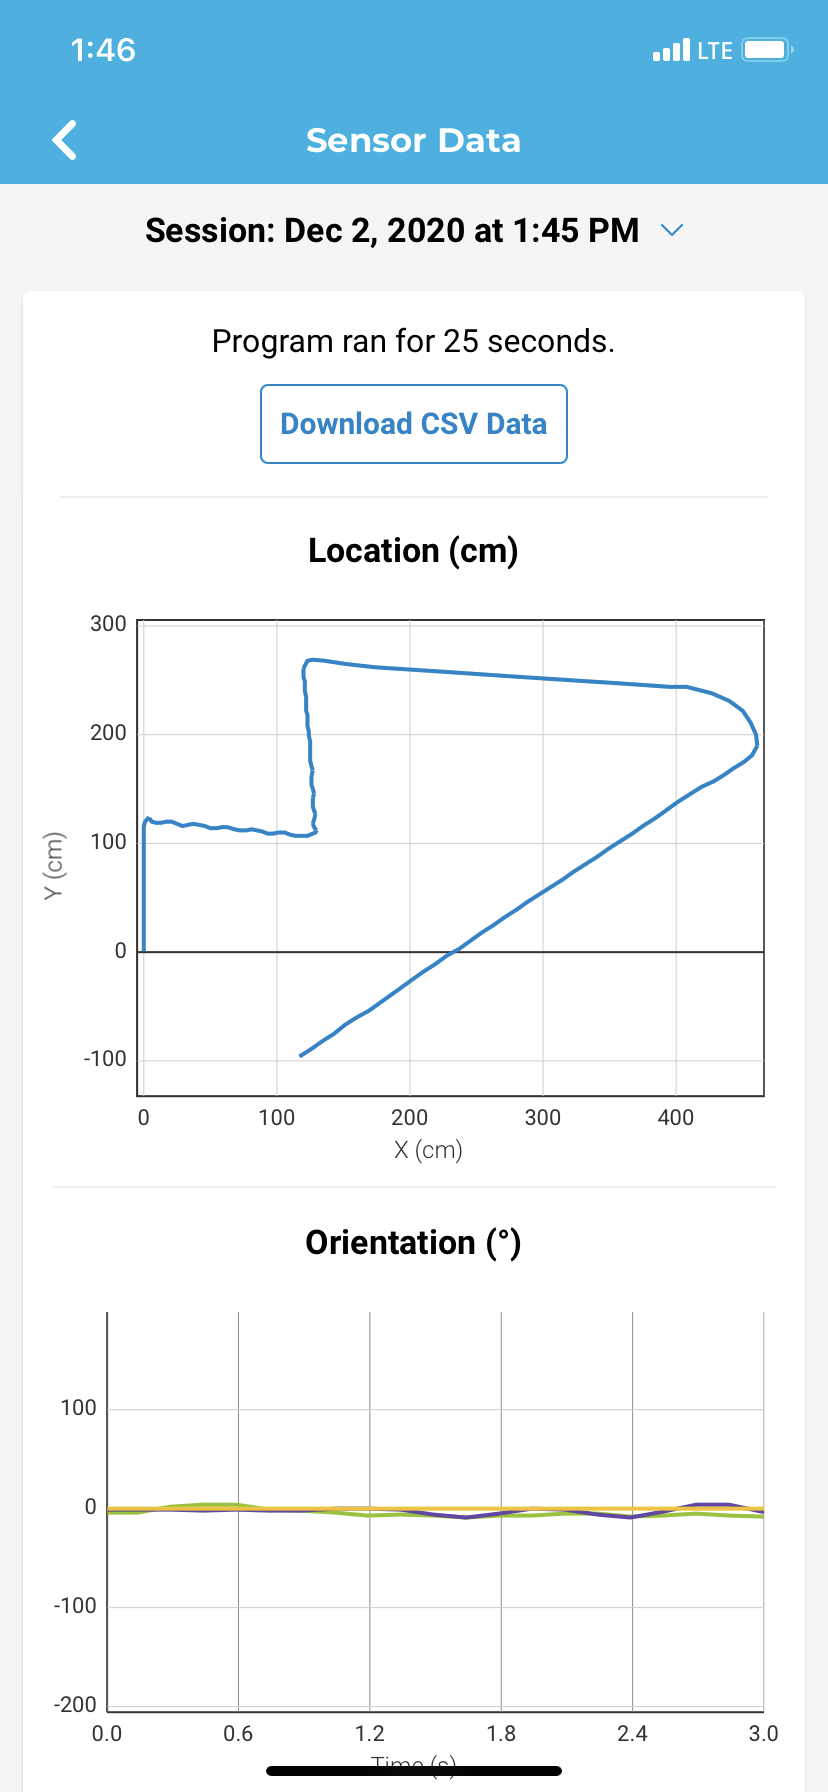 1:46
LTE
Sensor Data
Session: Dec 2, 2020 at 1:45 PM
Program ran for 25 seconds.
Download CSV Data
Location (cm)
300
200
100
0
-100
Y (cm)
0 100 200 300 400
X (cm)
Orientation (°)
100
0
-100
-200
0.0 0.6 1.2 1.8 2.4 3.0
Time (s)